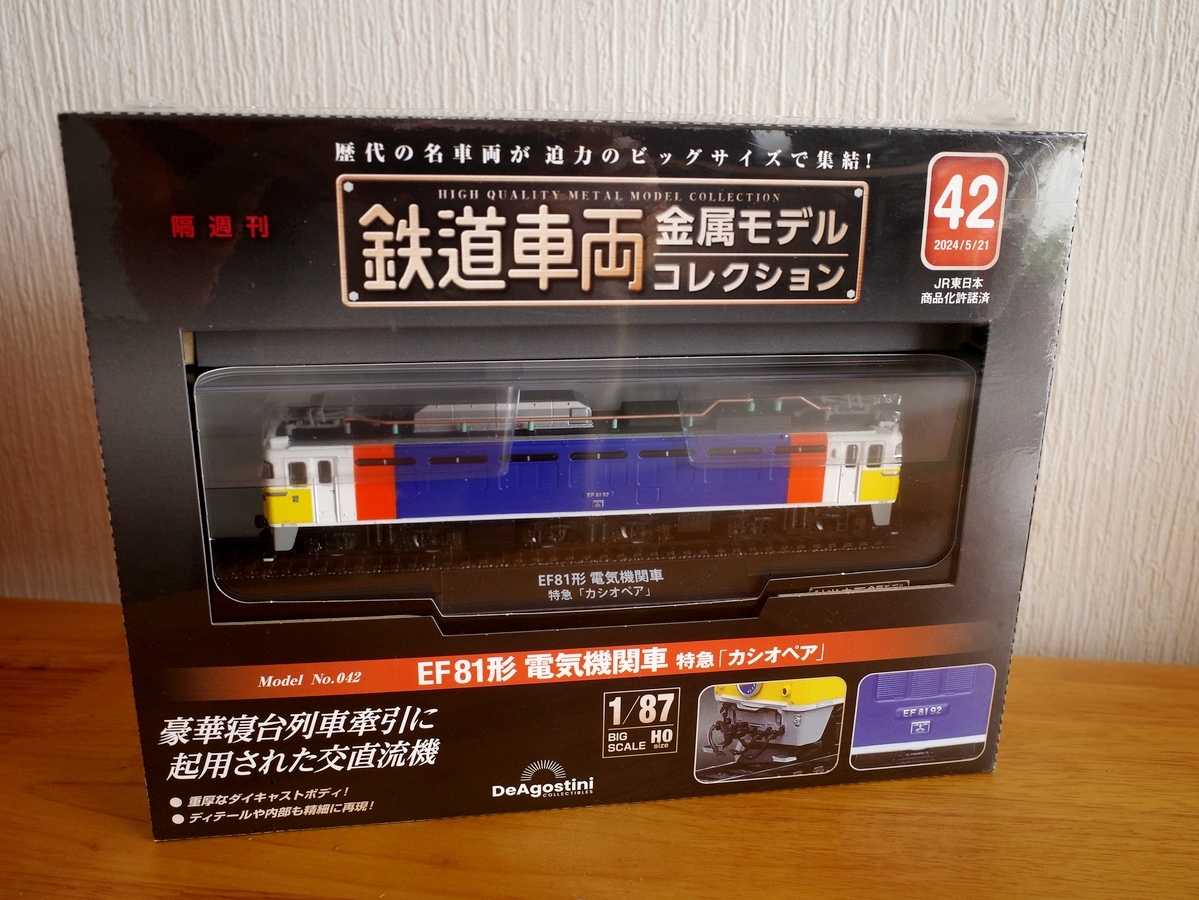 歴代の名車両が 迫力のビッグサイズで集結!
HIGH QUALITY METAL MODEL COLLECTION
隔週刊
鉄道車両 金属モデル
コレクション
42
2024/5/21
JR東日本
商品化許諾済
EF 81 92
EF81形 電気機関車
特急「カシオペア」
Model No.042
EF81形 電気機関車 特急「カシオペア」
豪華寝台列車牽引に
起用された交直流機
● 重厚なダイキャストボディ!
● ディテールや内部も精細に再現!
1/87
BIG SCALE HO size
DeAgostini
COLLECTIBLES
EF 81 92